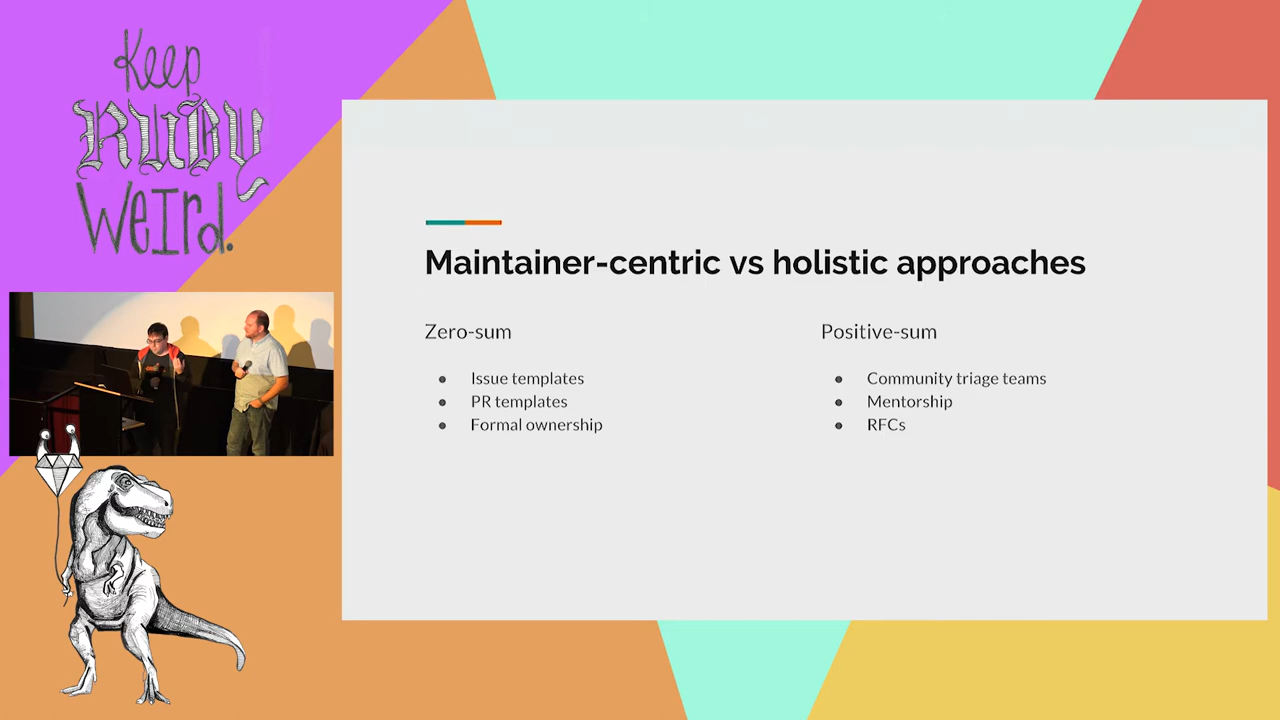 Keep
RUBY
WeIrd.
Maintainer-centric vs holistic approaches
Zero-sum
● Issue templates
● PR templates
● Formal ownership
Positive-sum
● Community triage teams
● Mentorship
● RFCs